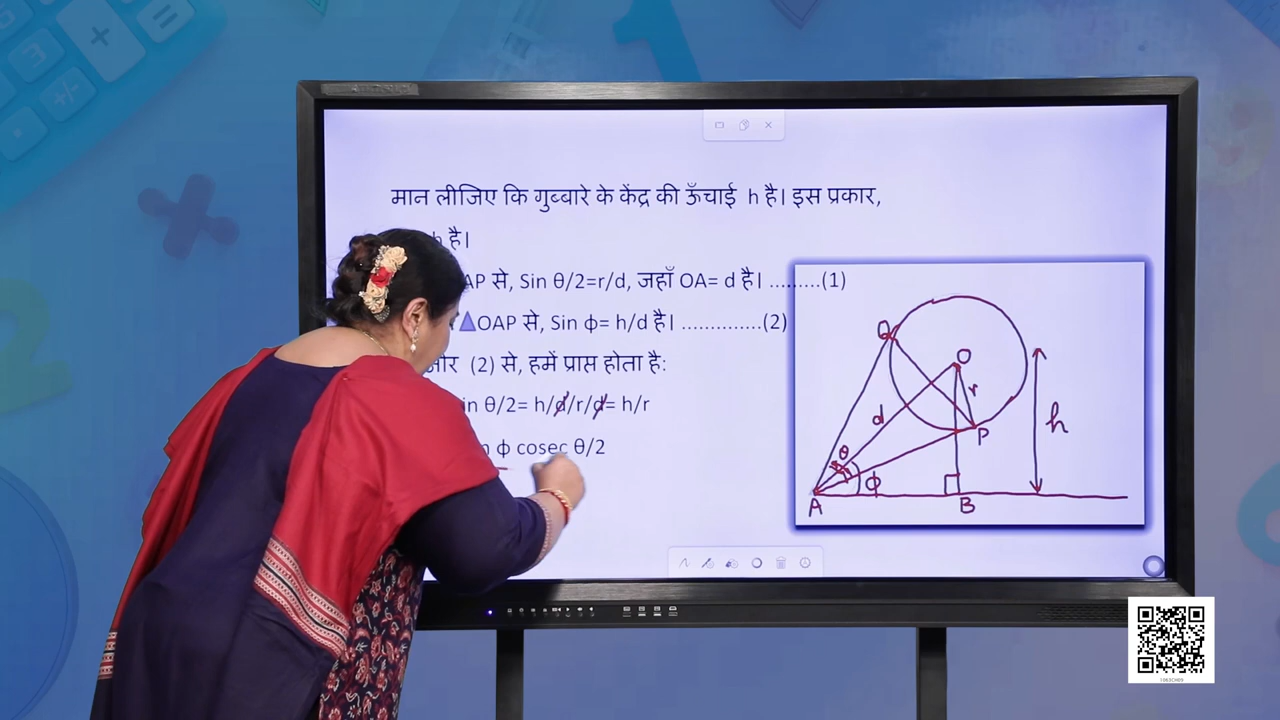 मान लीजिए कि गुब्बारे के केंद्र की ऊँचाई h है। इस प्रकार,
h है।
AP से, Sin θ/2=r/d, जहाँ OA= d है। .........(1)
△OAP से, Sin ɸ= h/d है। ..............(2)
और (2) से, हमें प्राप्त होता है:
in θ/2= h/d/r/d= h/r
ɸ cosec θ/2
Q
O
r
d
P
h
θ
ɸ
A
B